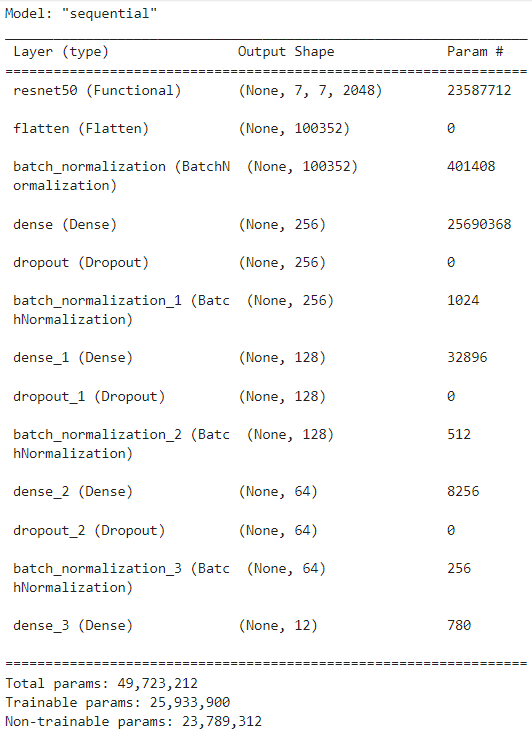 Model: "sequential"
Layer (type) Output Shape Param #
resnet50 (Functional) (None, 7, 7, 2048) 23587712
flatten (Flatten) (None, 100352) 0
batch_normalization (BatchN (None, 100352) 401408
ormalization)
dense (Dense) (None, 256) 25690368
dropout (Dropout) (None, 256) 0
batch_normalization_1 (Batc (None, 256) 1024
hNormalization)
dense_1 (Dense) (None, 128) 32896
dropout_1 (Dropout) (None, 128) 0
batch_normalization_2 (Batc (None, 128) 512
hNormalization)
dense_2 (Dense) (None, 64) 8256
dropout_2 (Dropout) (None, 64) 0
batch_normalization_3 (Batc (None, 64) 256
hNormalization)
dense_3 (Dense) (None, 12) 780
Total params: 49,723,212
Trainable params: 25,933,900
Non-trainable params: 23,789,312